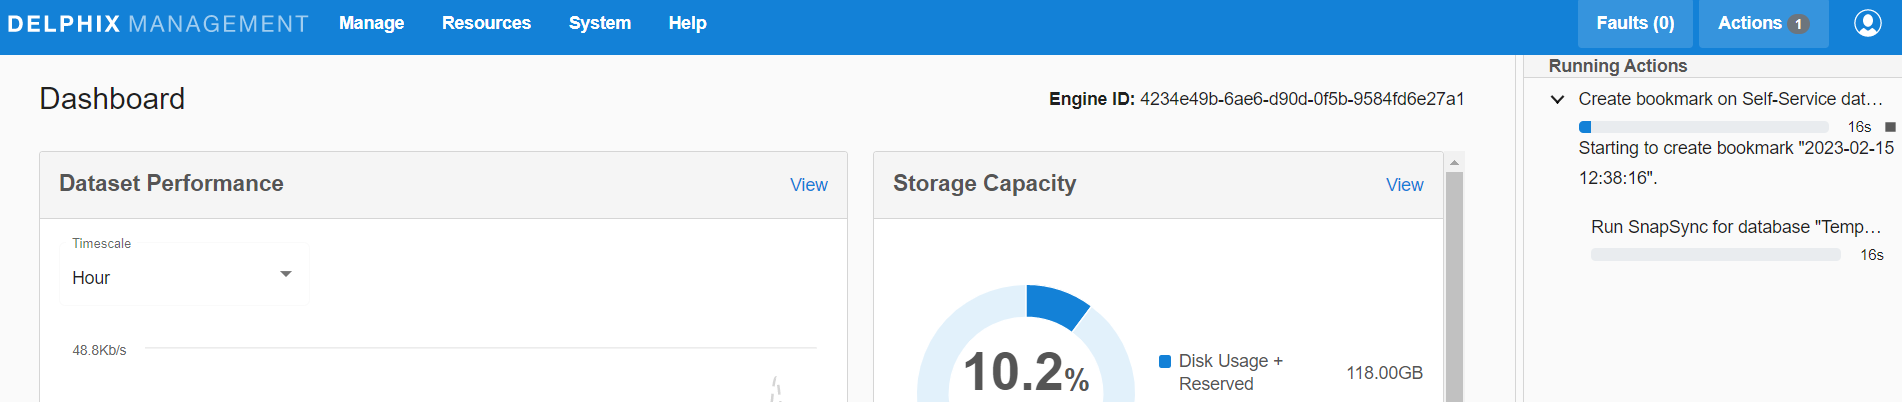 DELPHIX MANAGEMENT Manage Resources System Help Faults (0) Actions 1
Dashboard
Engine ID: 4234e49b-6ae6-d90d-0f5b-9584fd6e27a1
Dataset Performance View
Timescale
Hour
48.8Kb/s
Storage Capacity View
10.2%
Disk Usage +
Reserved
118.00GB
Running Actions
Create bookmark on Self-Service dat…
16s
Starting to create bookmark "2023-02-15
12:38:16".
Run SnapSync for database "Temp…
16s